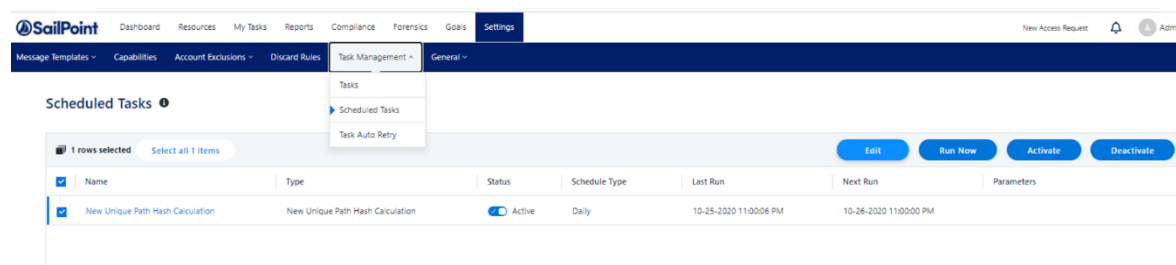 SailPoint Dashboard Resources My Tasks Reports Compliance Forensics Goals Settings New Access Request Adm
Message Templates Capabilities Account Exclusions Discard Rules Task Management General
Tasks
Scheduled Tasks
Task Auto Retry
Scheduled Tasks
1 rows selected Select all 1 items Edit Run Now Activate Deactivate
Name Type Status Schedule Type Last Run Next Run Parameters
New Unique Path Hash Calculation New Unique Path Hash Calculation Active Daily 10-25-2020 11:00:06 PM 10-26-2020 11:00:00 PM